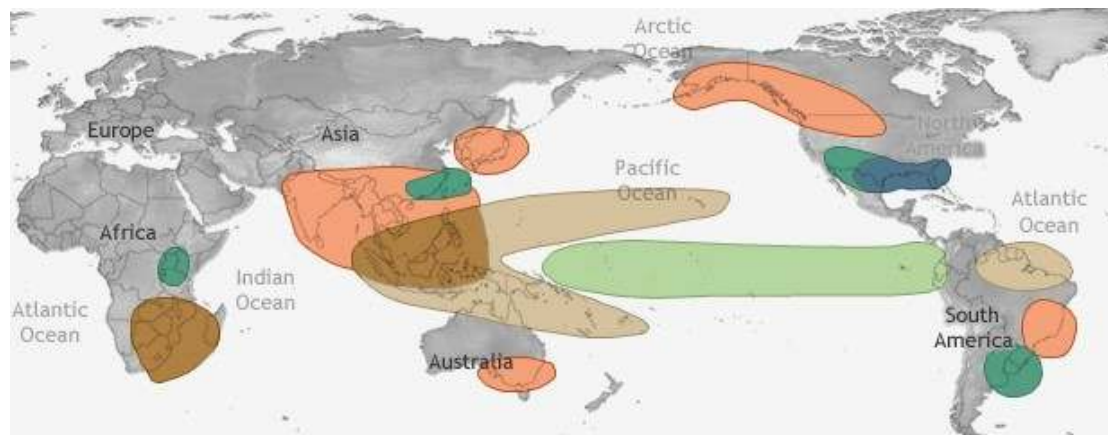 Arctic
Ocean
Europe
Asia
North
America
Pacific
Ocean
Atlantic
Ocean
Africa
Indian
Ocean
Atlantic
Ocean
South
America
Australia